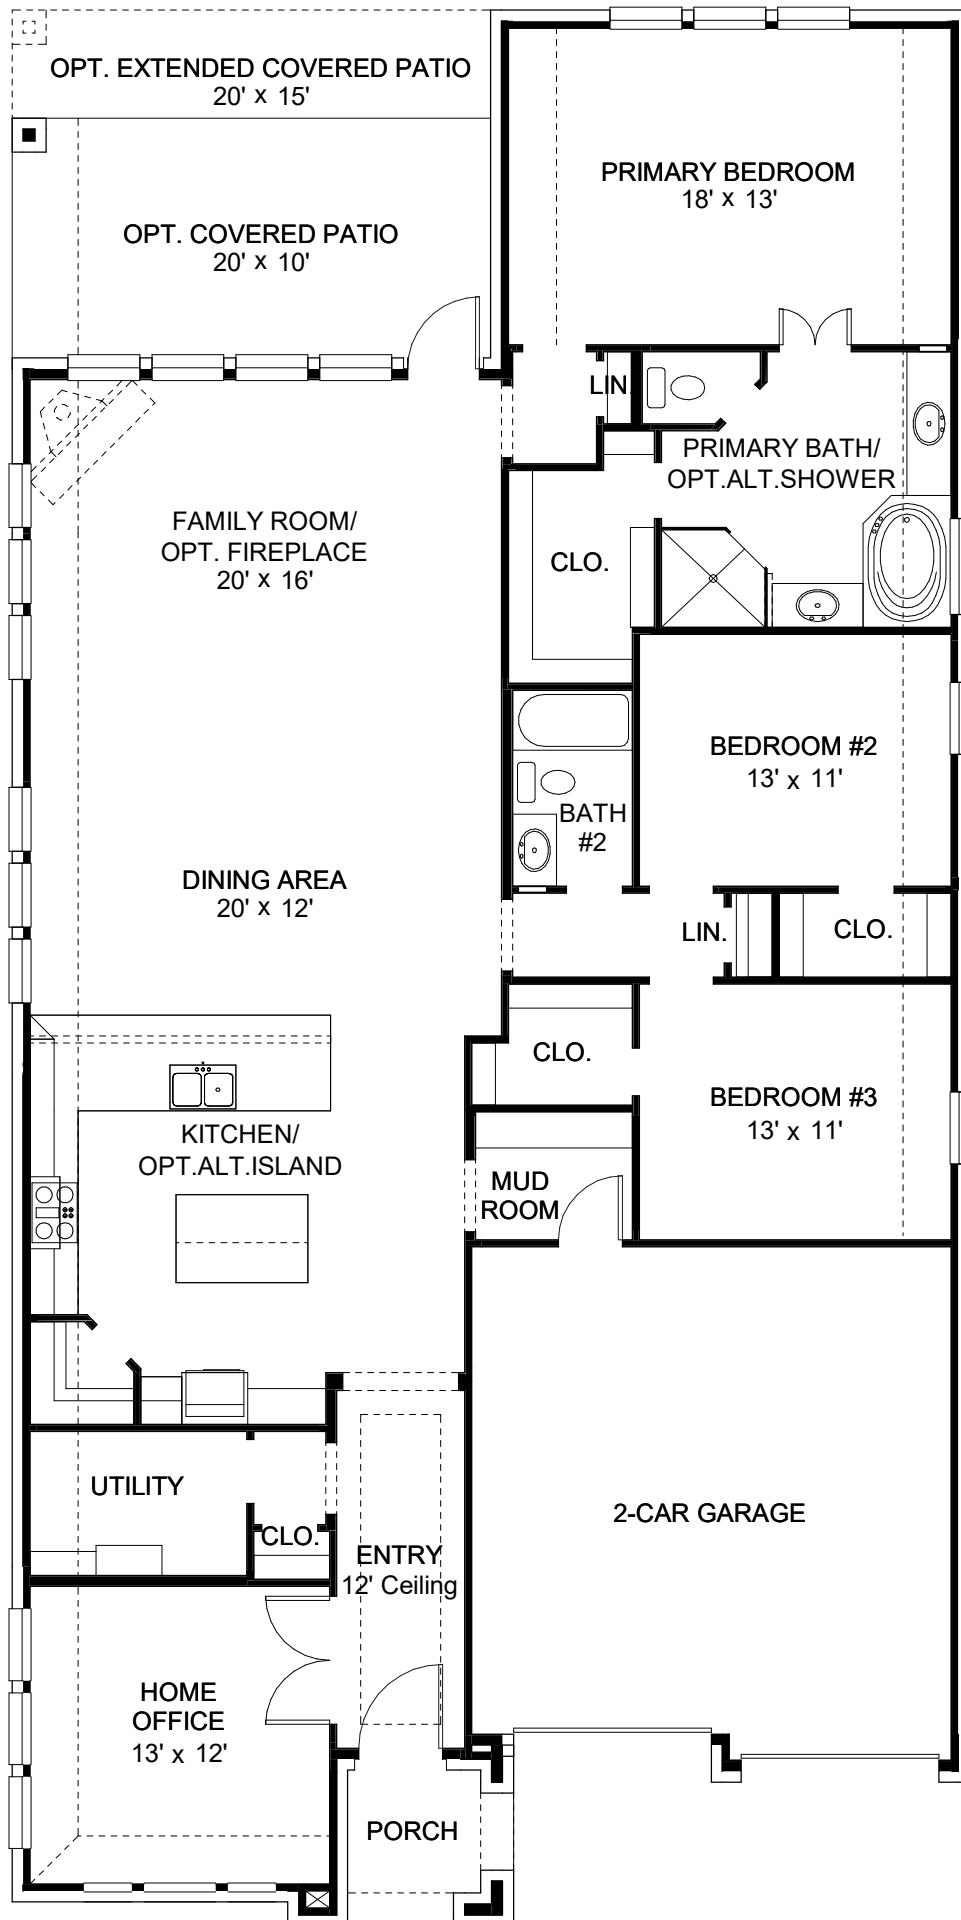 OPT. EXTENDED COVERED PATIO
20' x 15'
PRIMARY BEDROOM
18' x 13'
OPT. COVERED PATIO
20' x 10'
LIN.
PRIMARY BATH/
OPT.ALT.SHOWER
FAMILY ROOM/
OPT. FIREPLACE
20' x 16'
CLO.
BEDROOM #2
13' x 11'
BATH
#2
DINING AREA
20' x 12'
LIN.
CLO.
CLO.
BEDROOM #3
13' x 11'
KITCHEN/
OPT.ALT.ISLAND
MUD
ROOM
UTILITY
2-CAR GARAGE
CLO.
ENTRY
12' Ceiling
HOME
OFFICE
13' x 12'
PORCH